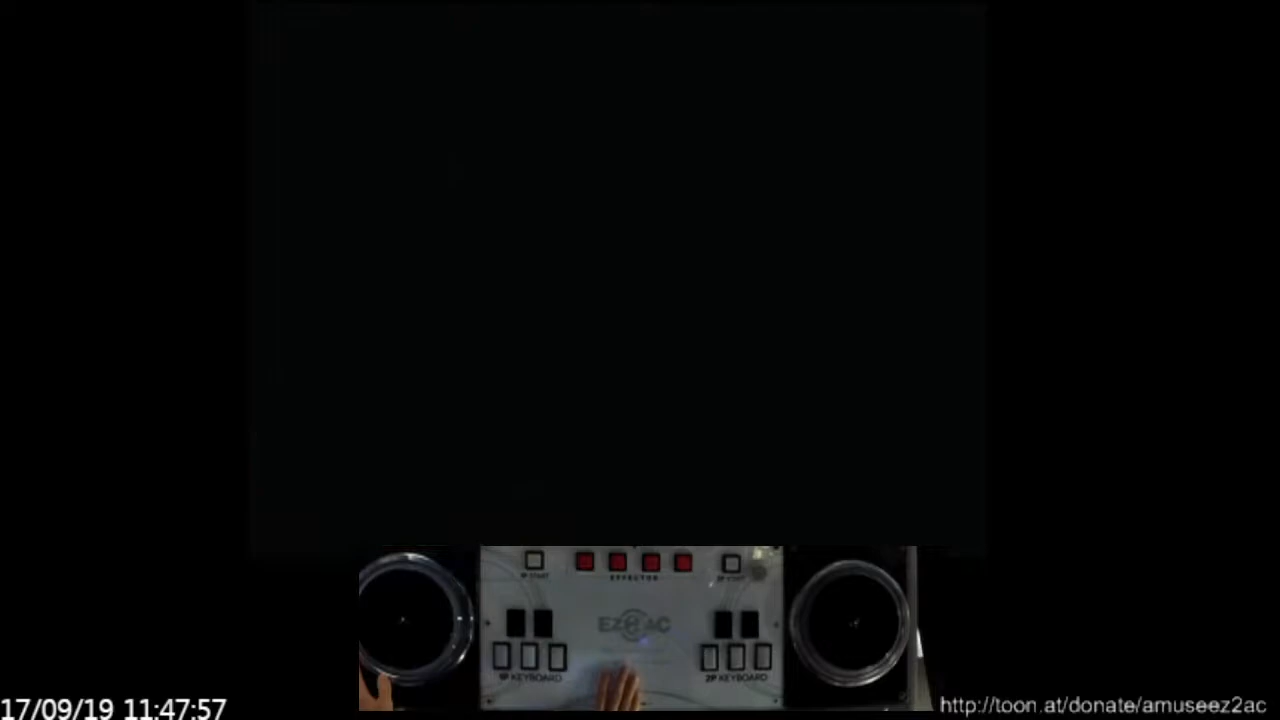 1P START
EFFECTOR
2P START
EZ2AC
1P KEYBOARD
2P KEYBOARD
17/09/19 11:47:57
http://toon.at/donate/amuseez2ac